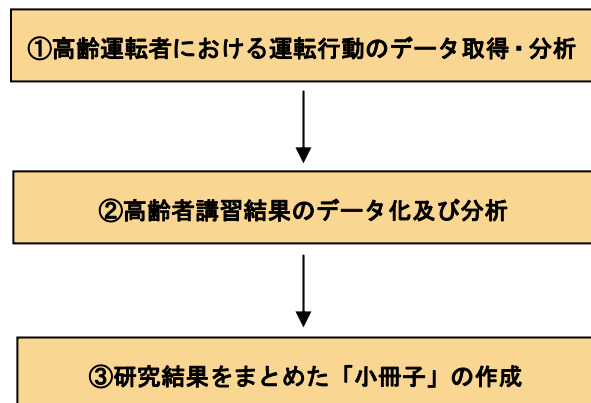 ①高齢運転者における運転行動のデータ取得・分析
②高齢者講習結果のデータ化及び分析
③研究結果をまとめた「小冊子」の作成